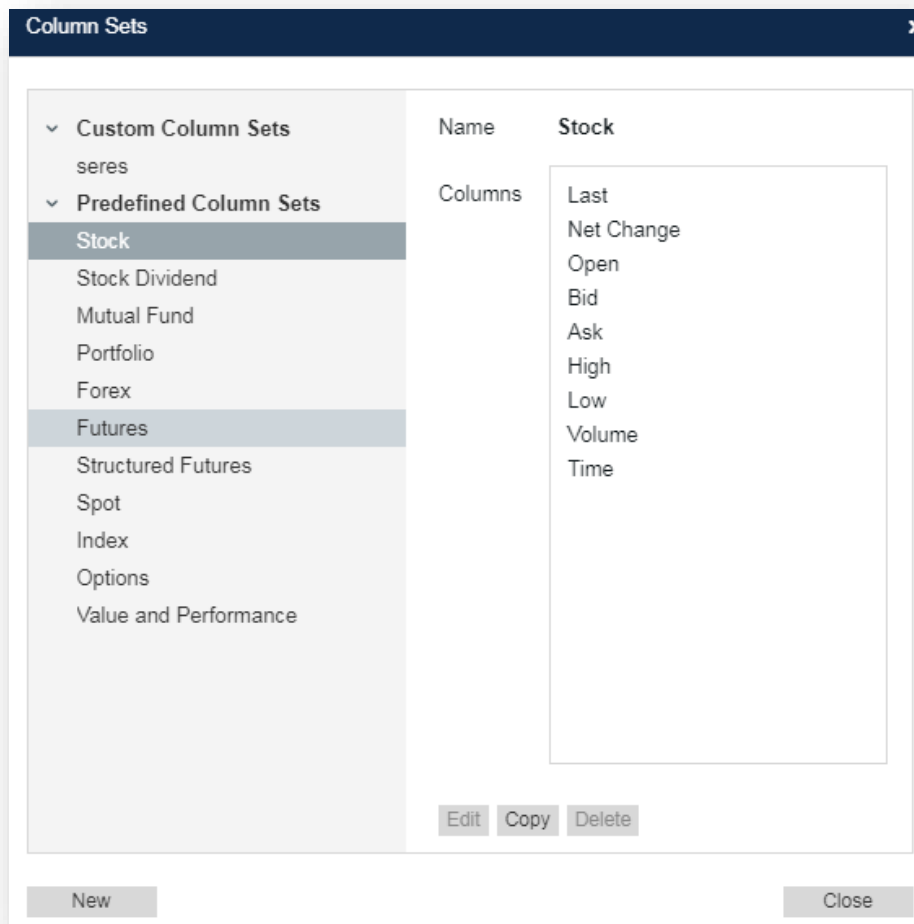 Column Sets
Custom Column Sets
seres
Predefined Column Sets
Stock
Stock Dividend
Mutual Fund
Portfolio
Forex
Futures
Structured Futures
Spot
Index
Options
Value and Performance
Name Stock
Columns
Last
Net Change
Open
Bid
Ask
High
Low
Volume
Time
Edit Copy Delete
New Close